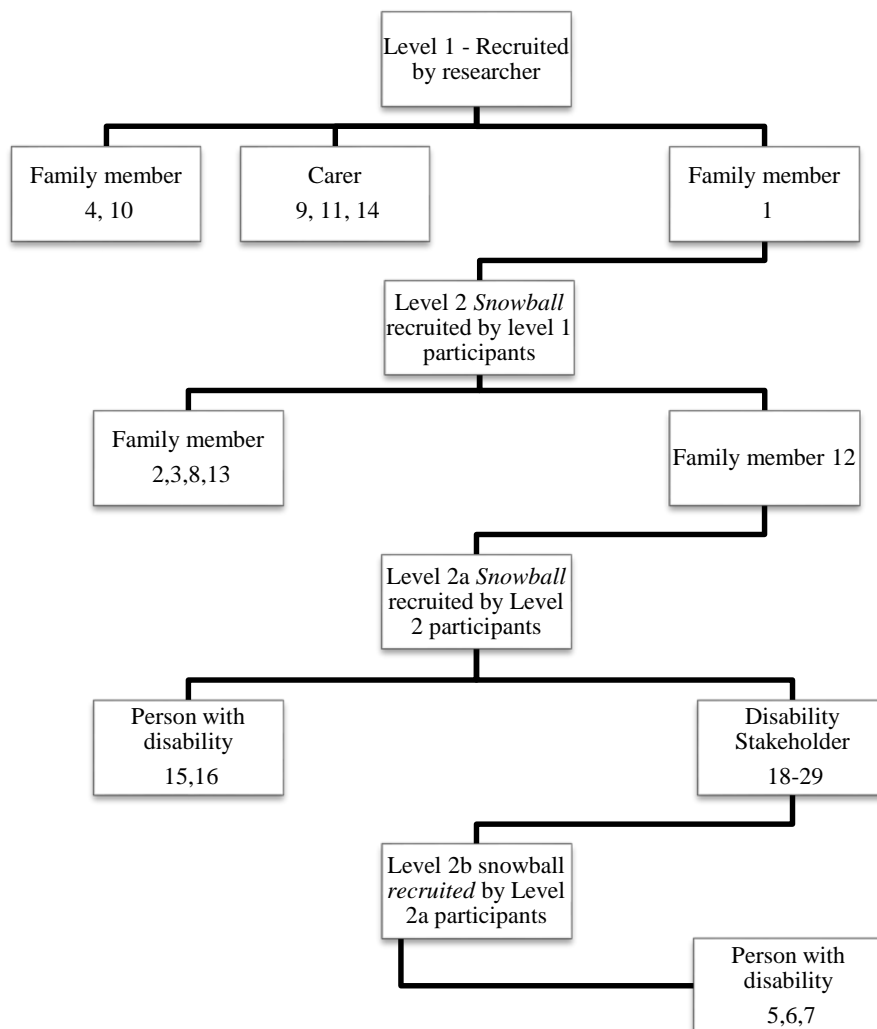 Level 1 - Recruited
by researcher
Family member
4, 10
Carer
9, 11, 14
Family member
1
Level 2 Snowball
recruited by level 1
participants
Family member
2,3,8,13
Family member 12
Level 2a Snowball
recruited by Level
2 participants
Person with
disability
15,16
Disability
Stakeholder
18-29
Level 2b snowball
recruited by Level
2a participants
Person with
disability
5,6,7